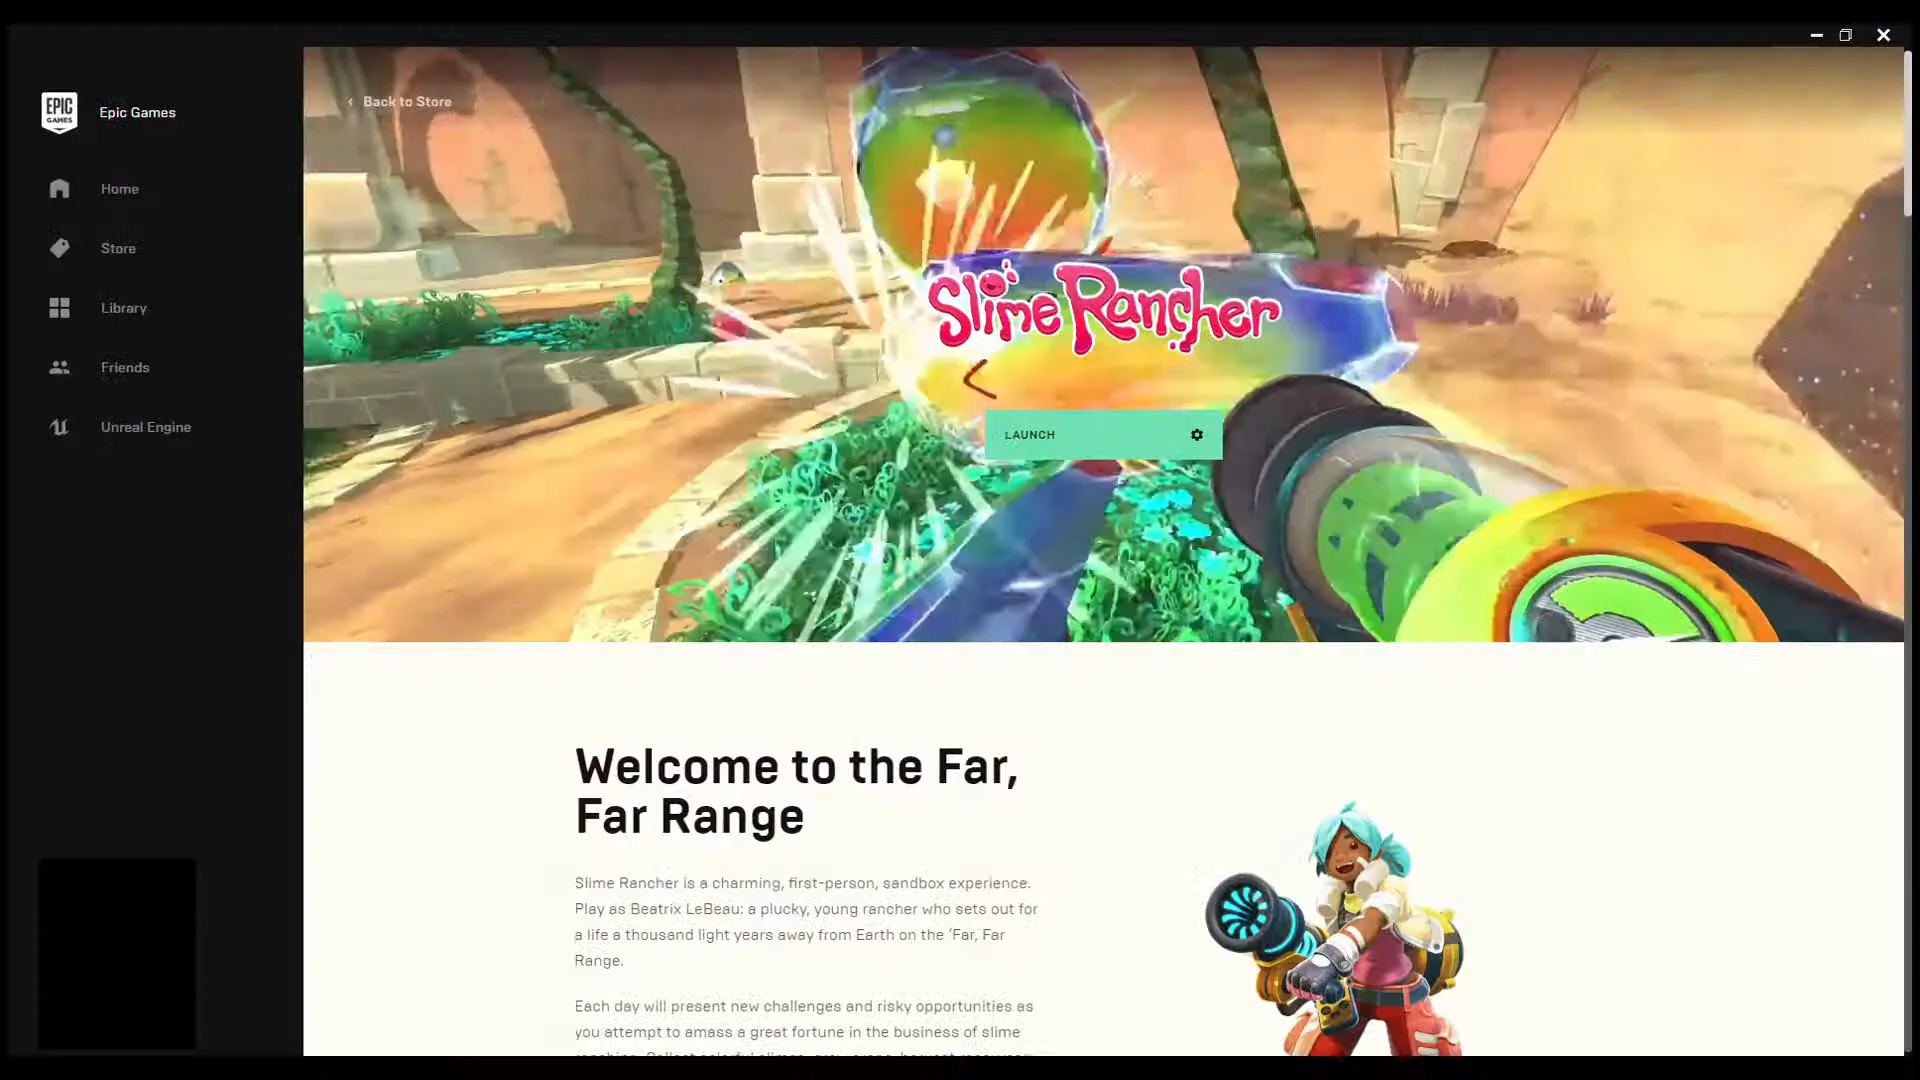 EPIC
GAMES
Epic Games
Home
Store
Library
Friends
Unreal Engine
Back to Store
Slime Rancher
LAUNCH
Welcome to the Far,
Far Range
Slime Rancher is a charming, first-person, sandbox experience.
Play as Beatrix LeBeau: a plucky, young rancher who sets out for
a life a thousand light years away from Earth on the ‘Far, Far
Range.
Each day will present new challenges and risky opportunities as
you attempt to amass a great fortune in the business of slime